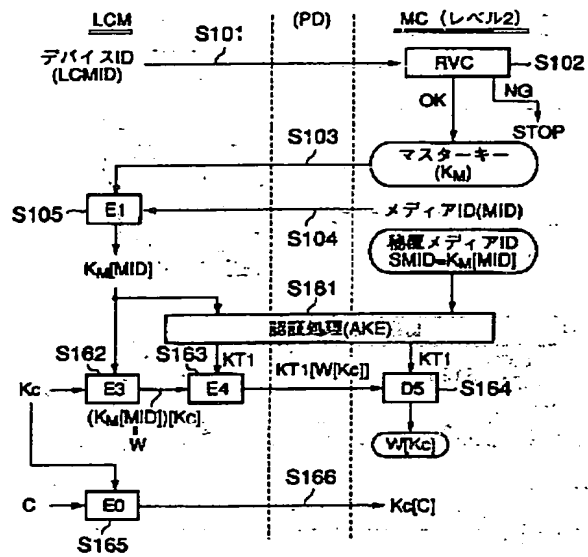 LCM
(PD)
MC (レベル2)
S101
デバイスID
(LCMID)
RVC
S102
OK
NG
STOP
S103
マスターキー
(KM)
S105
E1
メディアID(MID)
S104
KM[MID]
秘匿メディアID
SMID=KM[MID]
S161
認証処理(AKE)
S162
S163
KT1
KT1
Kc
E3
E4
KT1[W[Kc]]
D5
S164
(KM[MID])[Kc]
W
W[Kc]
S166
C
E0
Kc[C]
S165